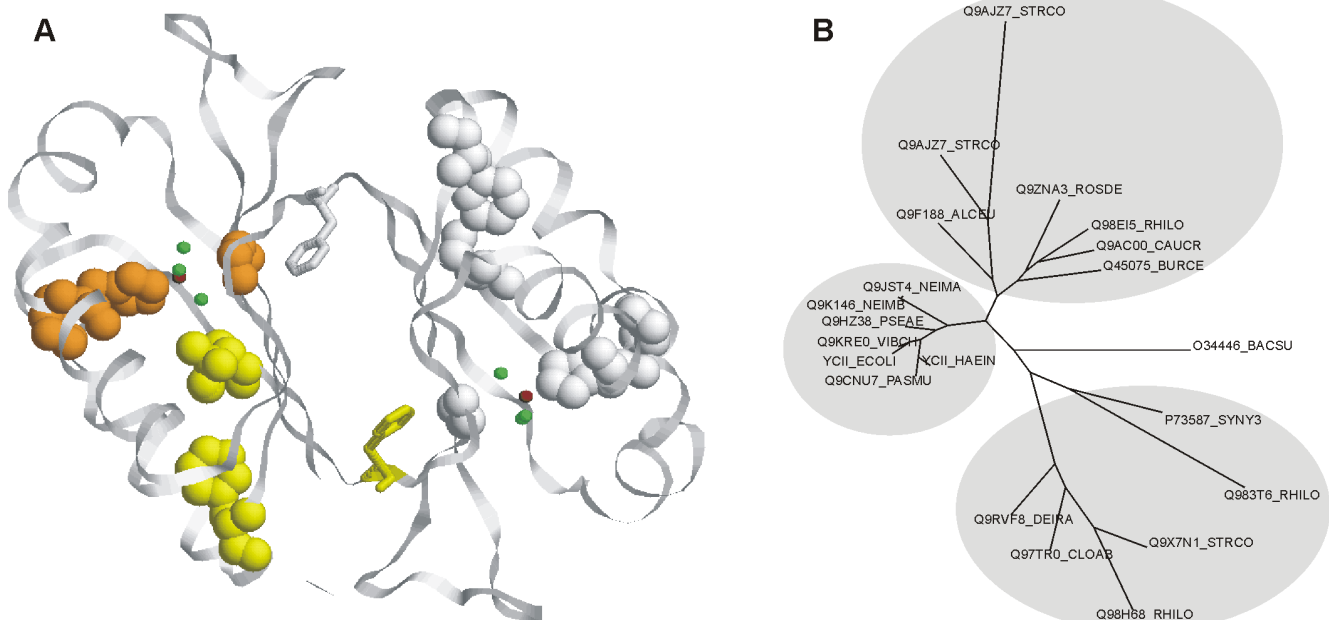 A
B
Q9AJZ7_STRCO
Q9AJZ7_STRCO
Q9ZNA3_ROSDE
Q9F188_ALCEU
Q98EI5_RHILO
Q9AC00_CAUCR
Q45075_BURCE
Q9JST4_NEIMA
Q9K146_NEIMB
Q9HZ38_PSEAE
Q9KRE0_VIBCH
YCII_ECOLI
YCII_HAEIN
Q9CNU7_PASMU
O34446_BACSU
P73587_SYNY3
Q983T6_RHILO
Q9RVF8_DEIRA
Q9X7N1_STRCO
Q97TR0_CLOAB
Q98H68_RHILO